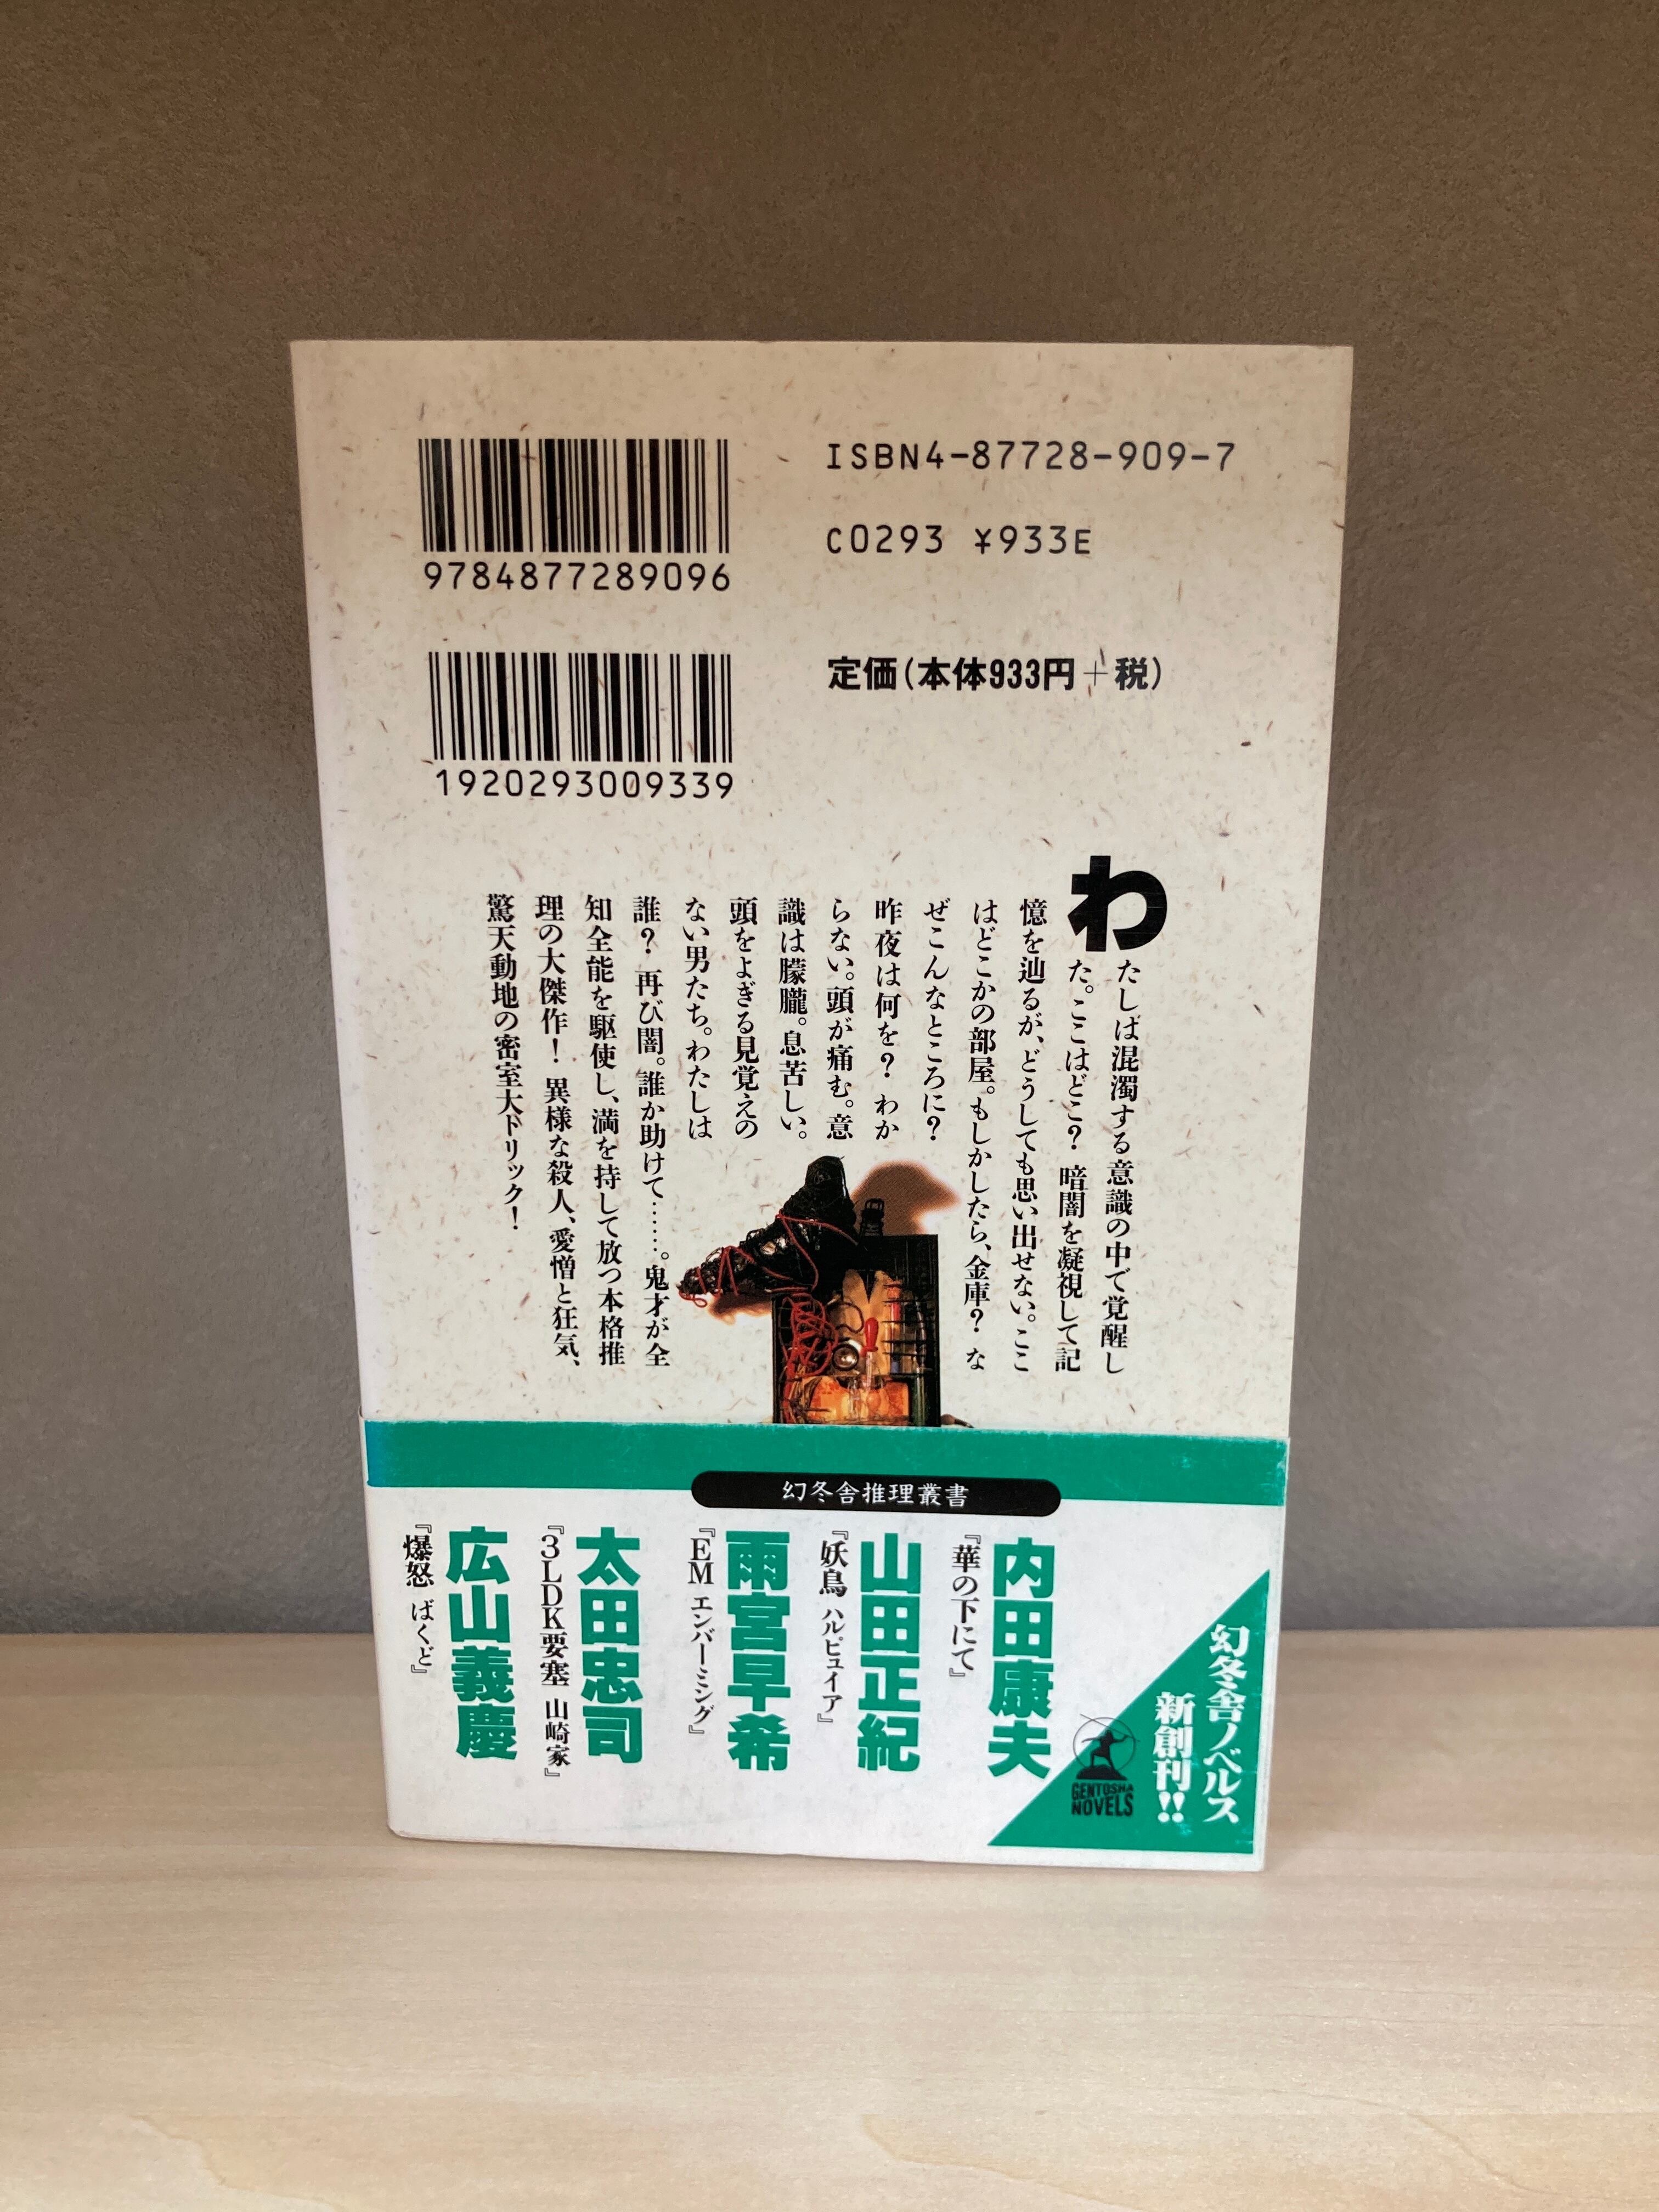 9784877289096
ISBN4-87728-909-7
C0293 ¥933E
1920293009339
定価(本体933円+税)
わたしは混濁する意識の中で覚醒し
た。ここはどこ? 暗闇を凝視して記
憶を辿るが、どうしても思い出せない。ここ
はどこかの部屋。もしかしたら、金庫? な
ぜこんなところに?
昨夜は何を? わか
らない。頭が痛む。意
識は朦朧。息苦しい。
頭をよぎる見覚えの
ない男たち。わたしは
誰? 再び闇。誰か助けて……。鬼才が全
知全能を駆使し、満を持して放つ本格推
理の大傑作! 異様な殺人、愛憎と狂気、
驚天動地の密室大トリック!
幻冬舎推理叢書
幻冬舎ノベルス
新創刊!!
GENTOSHA
NOVELS
内田康夫
『華の下にて』
山田正紀
『妖鳥 ハルピュイア』
雨宮早希
『EM エンバーミング』
太田忠司
『3LDK要塞 山崎家』
広山義慶
『爆怒 ばくど』